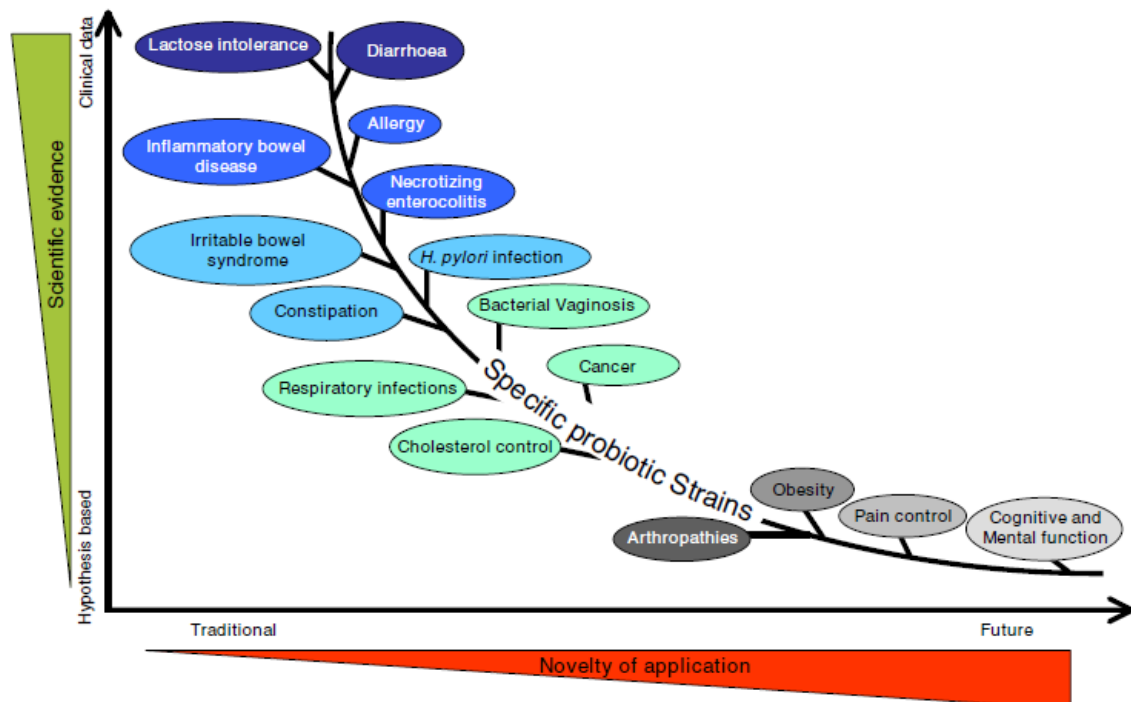 Clinical data
Scientific evidence
Hypothesis based
Lactose intolerance
Diarrhoea
Allergy
Inflammatory bowel
disease
Necrotizing
enterocolitis
Irritable bowel
syndrome
H. pylori infection
Constipation
Bacterial Vaginosis
Respiratory infections
Cancer
Cholesterol control
Specific probiotic Strains
Obesity
Arthropathies
Pain control
Cognitive and
Mental function
Traditional
Future
Novelty of application